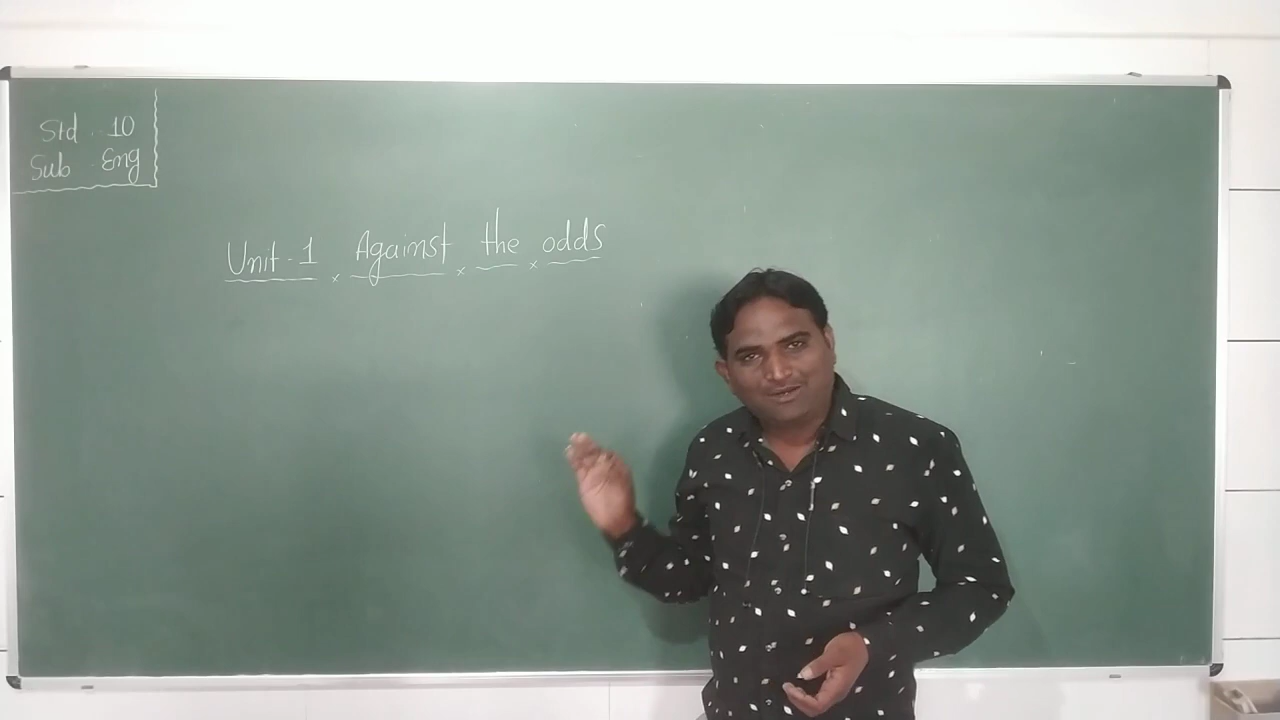 Std . 10
Sub . Eng
Unit - 1 Against the odds